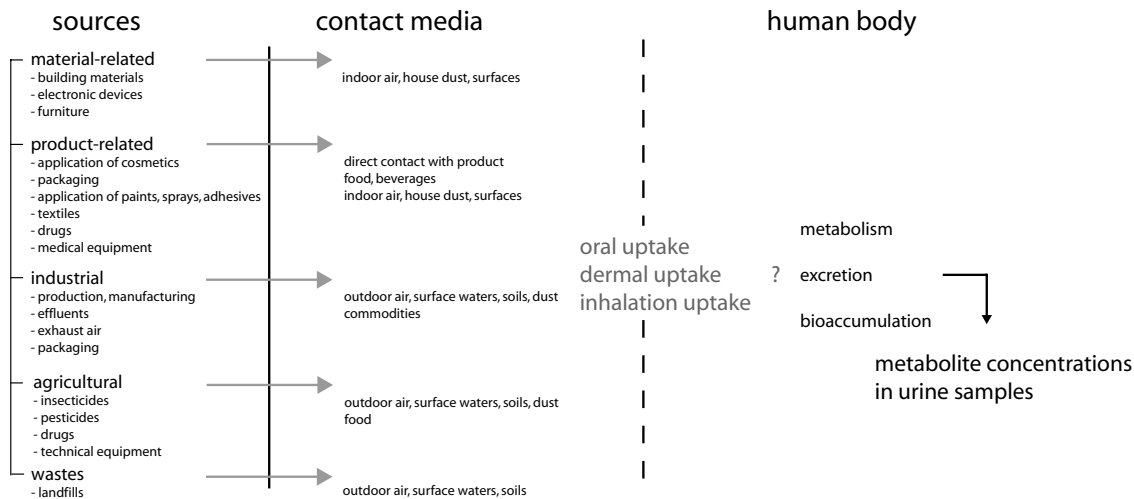 sources
contact media
human body
material-related
- building materials
- electronic devices
- furniture
indoor air, house dust, surfaces
product-related
- application of cosmetics
- packaging
- application of paints, sprays, adhesives
- textiles
- drugs
- medical equipment
direct contact with product
food, beverages
indoor air, house dust, surfaces
industrial
- production, manufacturing
- effluents
- exhaust air
- packaging
outdoor air, surface waters, soils, dust
commodities
agricultural
- insecticides
- pesticides
- drugs
- technical equipment
outdoor air, surface waters, soils, dust
food
wastes
- landfills
outdoor air, surface waters, soils
oral uptake
dermal uptake
inhalation uptake
?
metabolism
excretion
bioaccumulation
metabolite concentrations
in urine samples